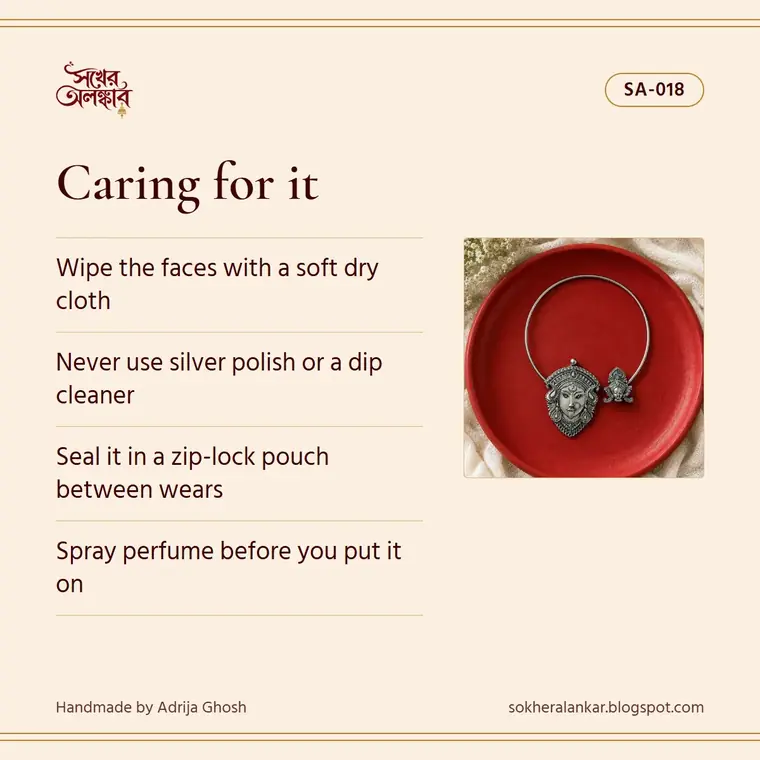 সখের
অলঙ্কার
SA-018
Caring for it
Wipe the faces with a soft dry
cloth
Never use silver polish or a dip
cleaner
Seal it in a zip-lock pouch
between wears
Spray perfume before you put it
on
Handmade by Adrija Ghosh
sokheralankar.blogspot.com